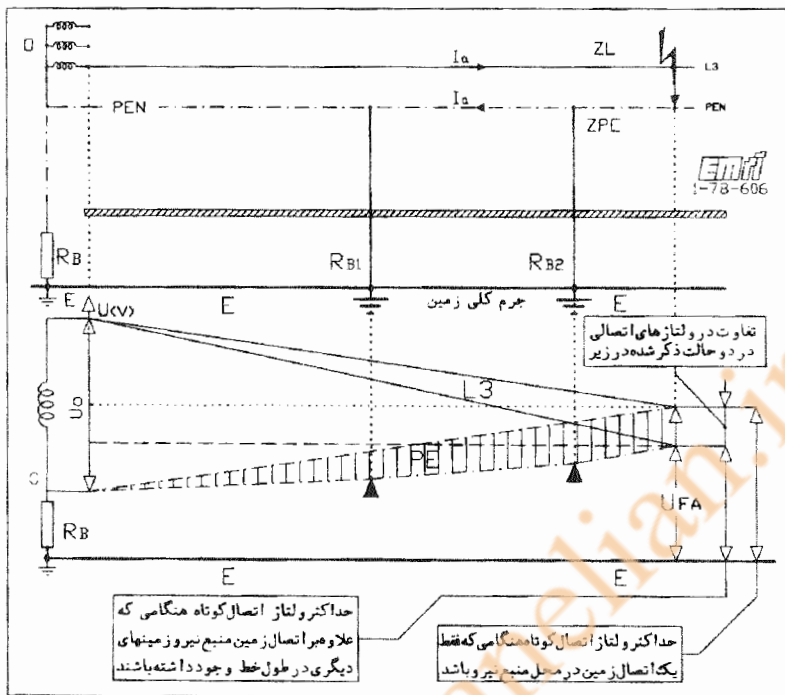 O
Ia
ZL
L3
PEN
Ia
PEN
ZPE
EMRI
1-78-606
RB
RB1
RB2
E
E
جرم کلی زمین
E
U(V)
تفاوت در ولتاژهای اتصالی
در دو حالت ذکر شده در زیر
L3
U0
PE
UFA
RB
E
E
حداکثر ولتاژ اتصال کوتاه هنگامی که
علاوه بر اتصال زمین منبع نیرو زمینهای
دیگری در طول خط وجود داشته باشند
حداکثر ولتاژ اتصال کوتاه هنگامی که فقط
یک اتصال زمین در محل منبع نیرو باشد